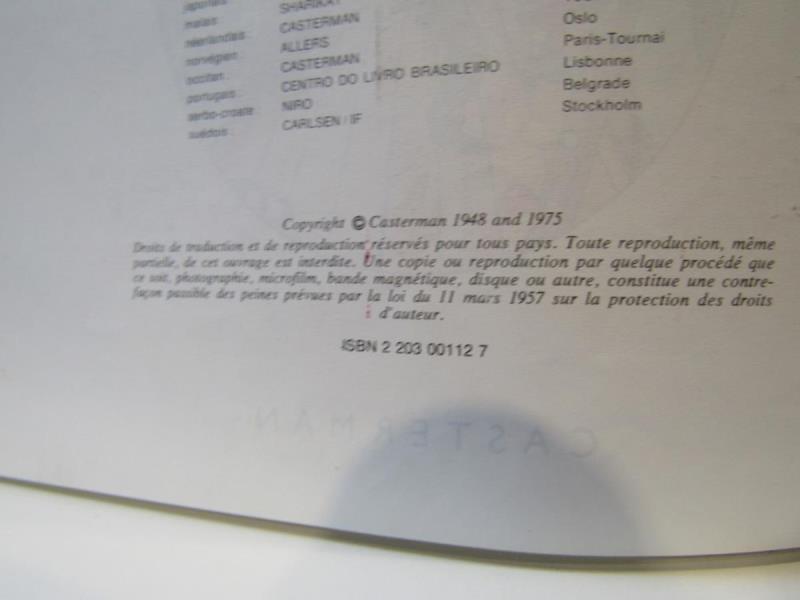 japonais :
malais : SHARIKAT
néerlandais : CASTERMAN
norvégien : ALLERS Oslo
occitan : CASTERMAN Paris-Tournai
portugais : CENTRO DO LIVRO BRASILEIRO Lisbonne
serbo-croate : NIRO Belgrade
suédois : CARLSEN / IF Stockholm
Copyright © Casterman 1948 and 1975
Droits de traduction et de reproduction réservés pour tous pays. Toute reproduction, même
partielle, de cet ouvrage est interdite. Une copie ou reproduction par quelque procédé que
ce soit, photographie, microfilm, bande magnétique, disque ou autre, constitue une contre-
façon passible des peines prévues par la loi du 11 mars 1957 sur la protection des droits
d'auteur.
ISBN 2 203 00112 7
CASTERMAN